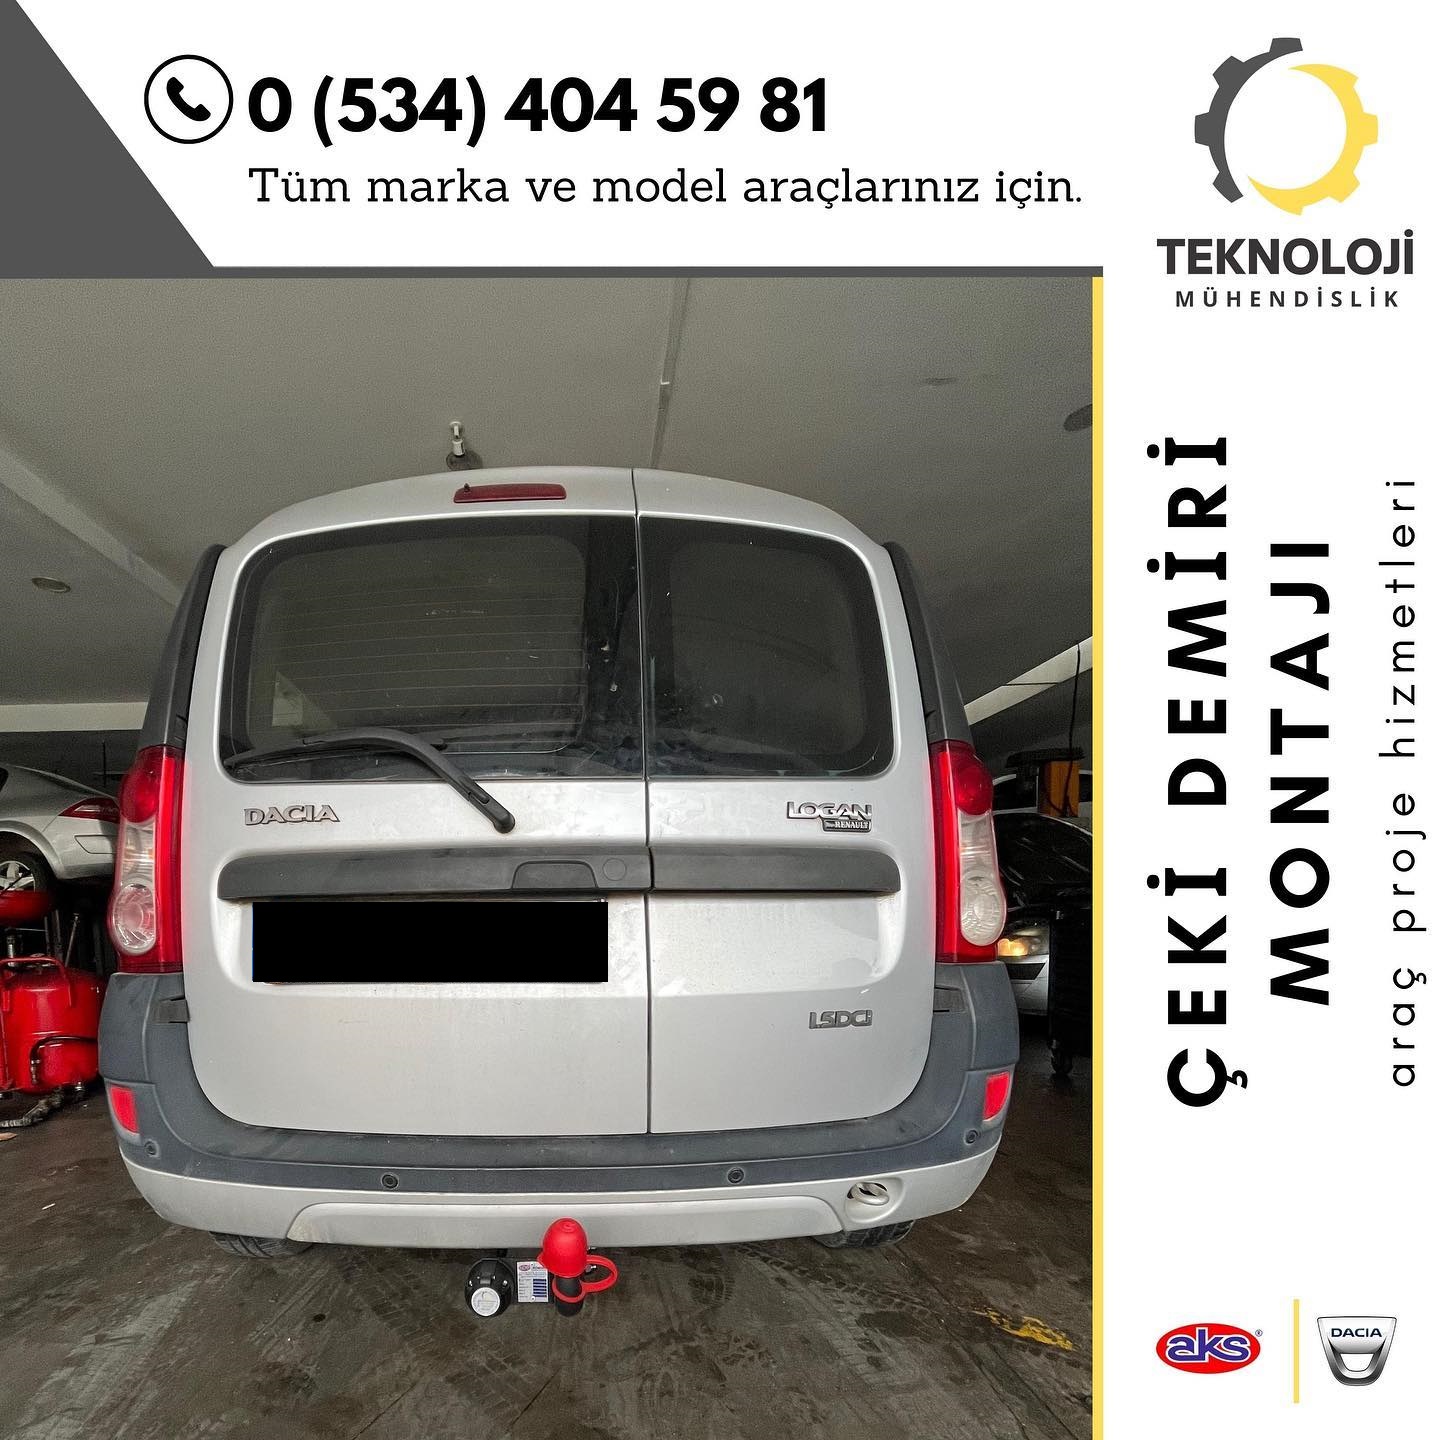 0 (534) 404 59 81
Tüm marka ve model araçlarınız için.
TEKNOLOJİ
MÜHENDİSLİK
ÇEKİ DEMİRİ
MONTAJI
araç proje hizmetleri
DACIA
LOGAN
by RENAULT
1.5DCi
aks®
DACIA